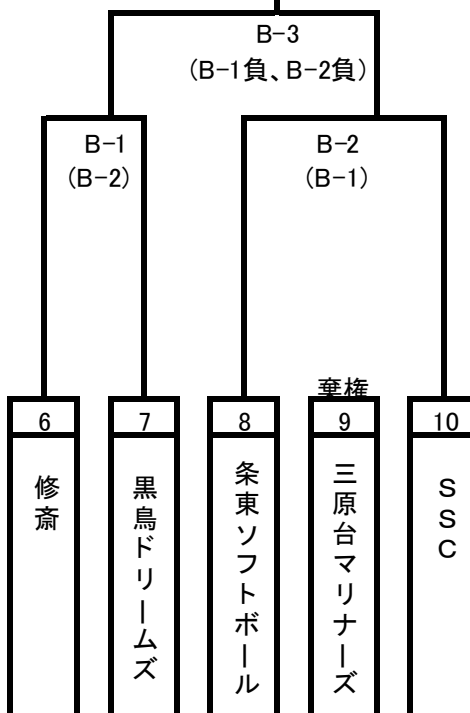 B-3
(B-1負、B-2負)
B-1
(B-2)
B-2
(B-1)
棄権
6
7
8
9
10
修斎
黒鳥ドリームズ
条東ソフトボール
三原台マリナーズ
SSC